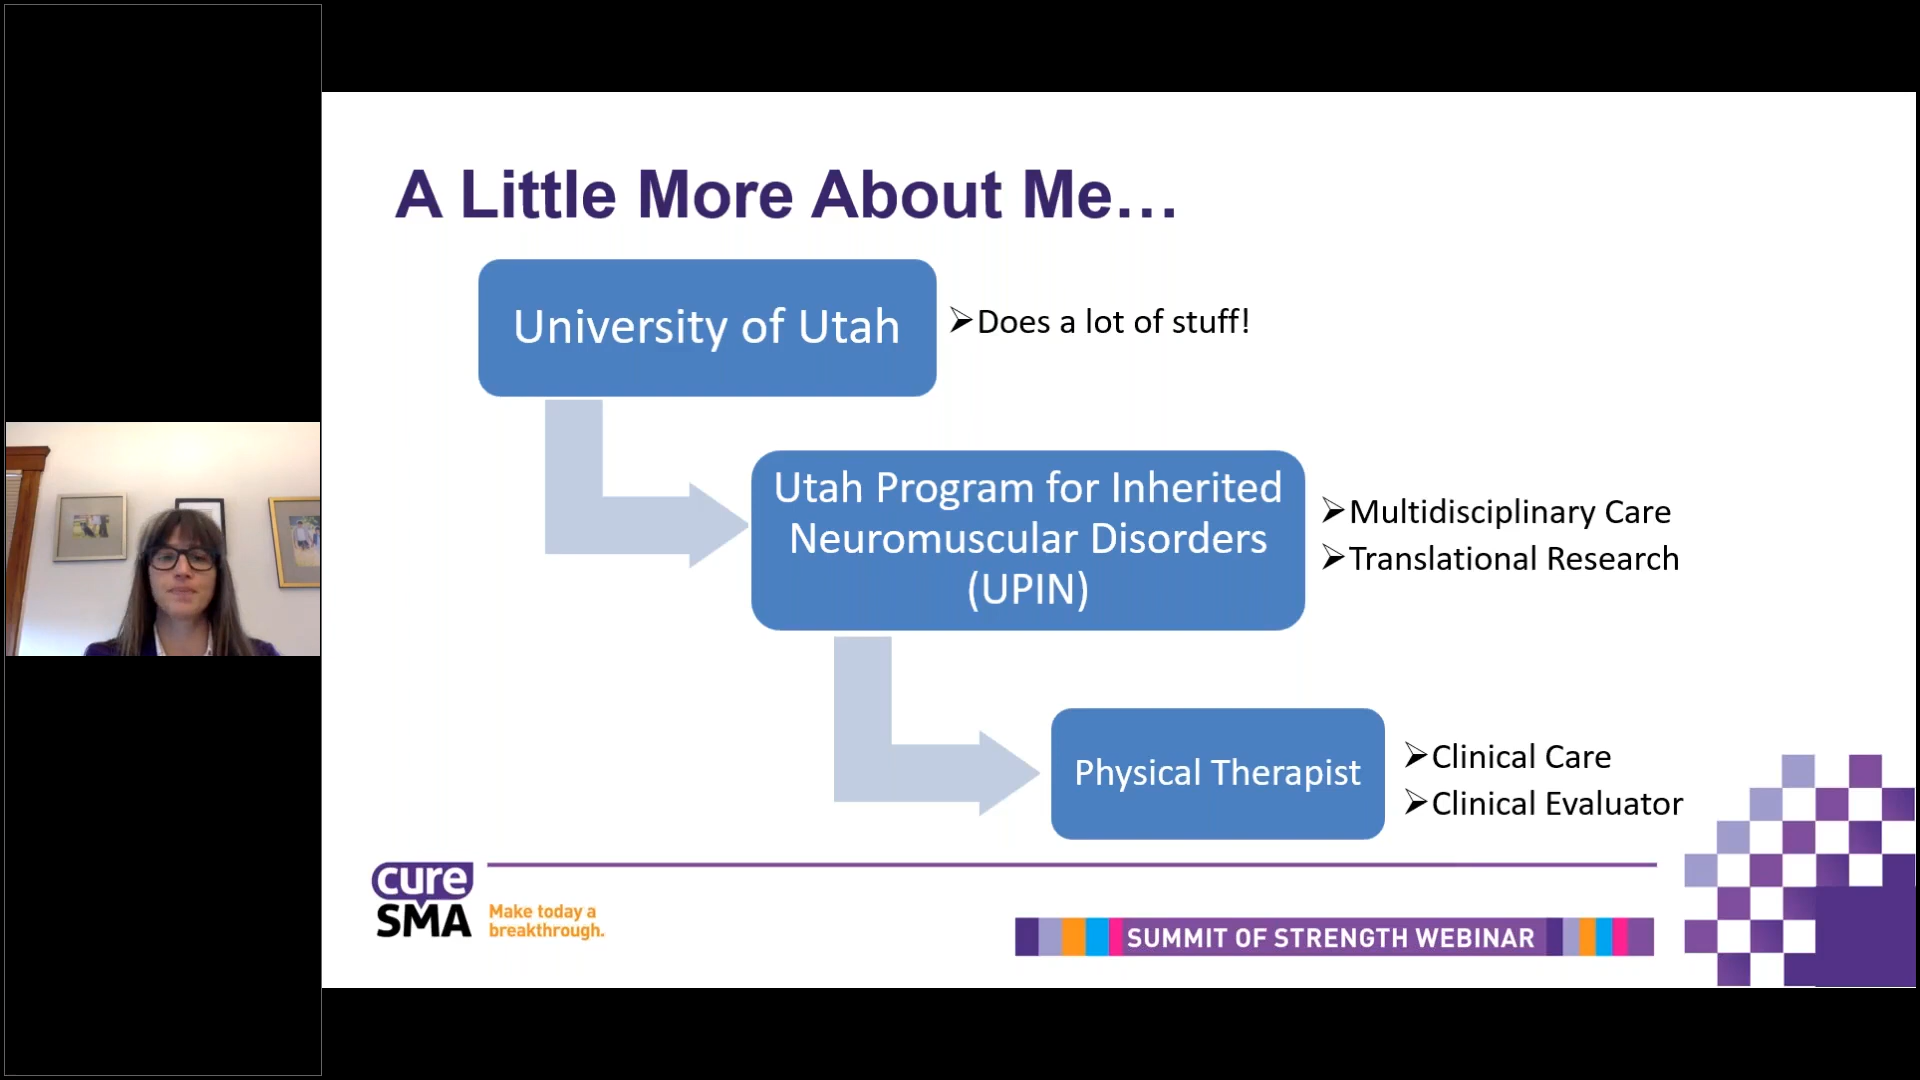 A Little More About Me…
University of Utah
➢Does a lot of stuff!
Utah Program for Inherited
Neuromuscular Disorders
(UPIN)
➢Multidisciplinary Care
➢Translational Research
Physical Therapist
➢Clinical Care
➢Clinical Evaluator
cure
SMA
Make today a
breakthrough.
SUMMIT OF STRENGTH WEBINAR